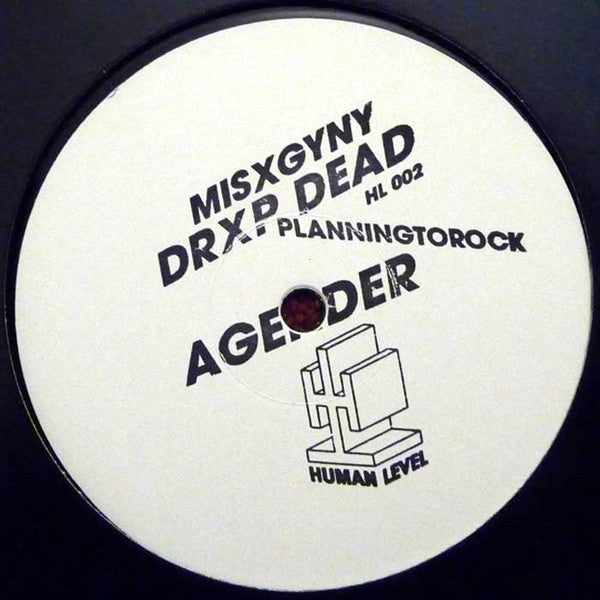 MISXGYNY
DRXP DEAD
HL 002
PLANNINGTOROCK
AGENDER
HUMAN LEVEL